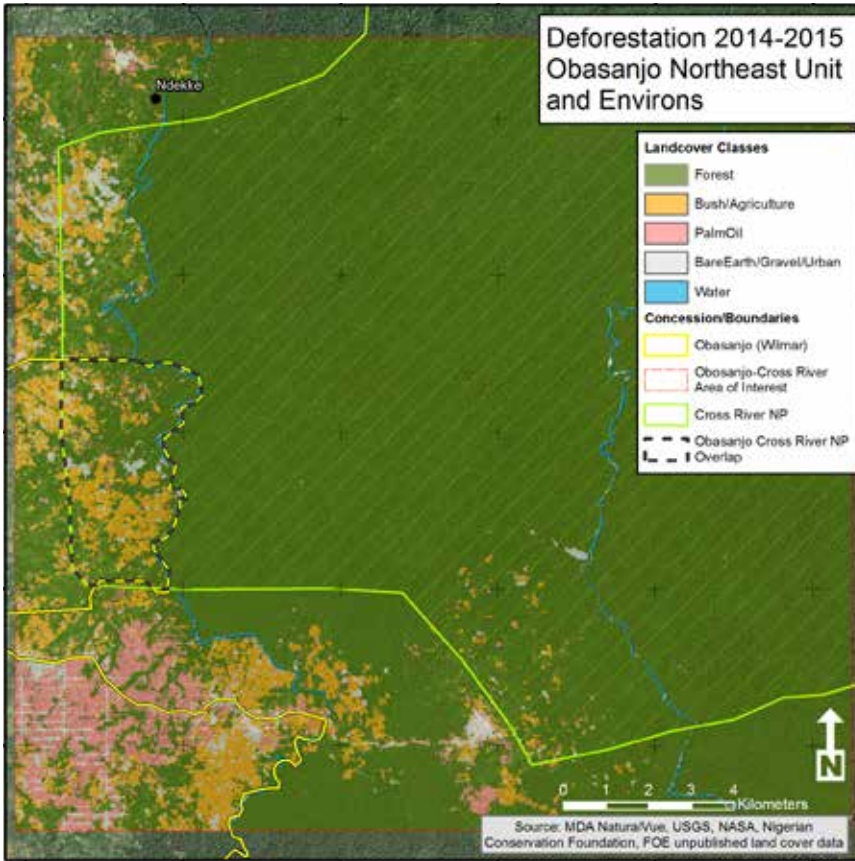 Deforestation 2014-2015
Obasanjo Northeast Unit
and Environs
Ndekke
Landcover Classes
Forest
Bush/Agriculture
PalmOil
BareEarth/Gravel/Urban
Water
Concession/Boundaries
Obasanjo (Wilmar)
Obosanjo-Cross River
Area of Interest
Cross River NP
Obasanjo Cross River NP
Overlap
N
0 1 2 3 4
Kilometers
Source: MDA NaturalVue, USGS, NASA, Nigerian
Conservation Foundation, FOE unpublished land cover data